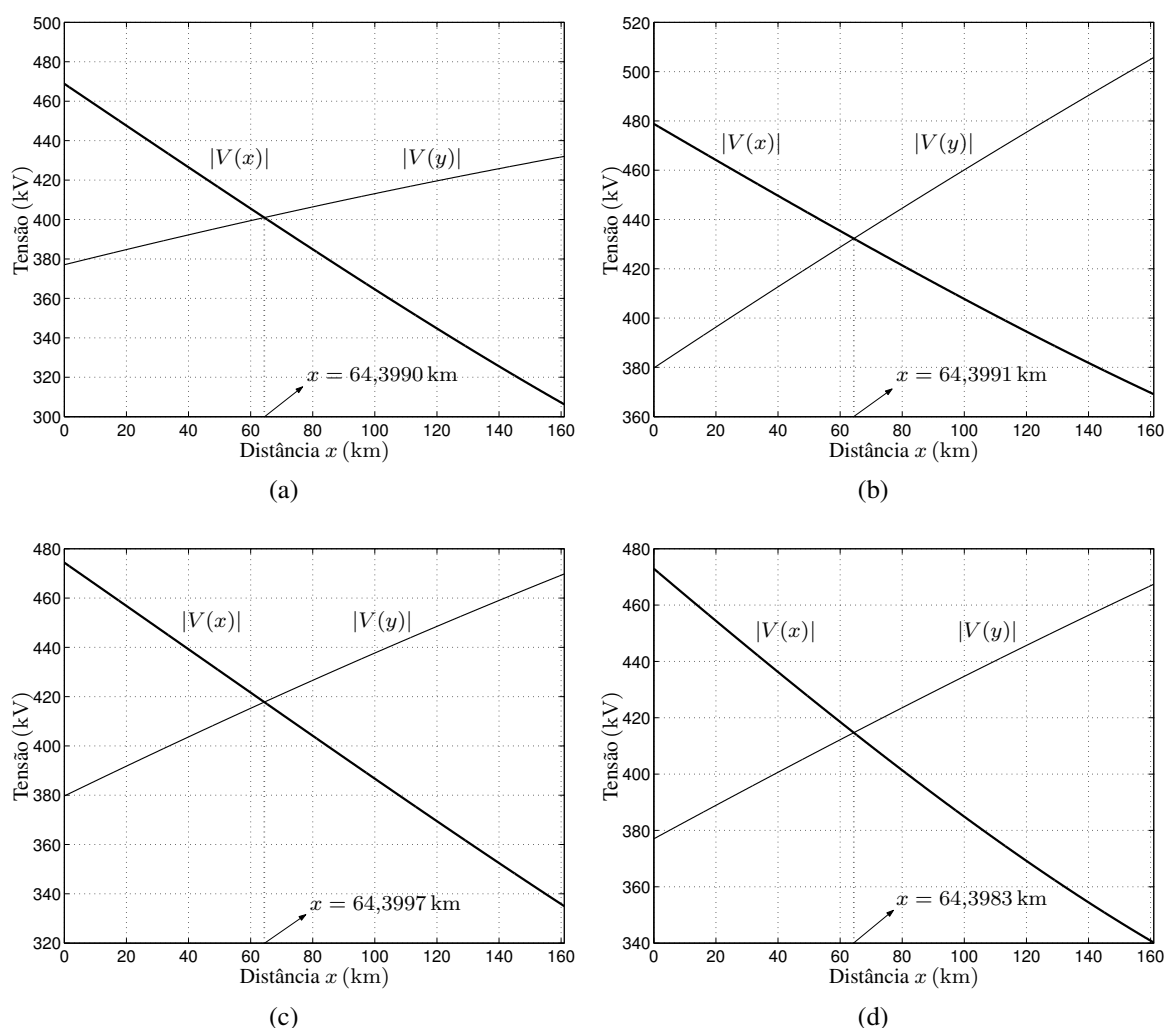 500
480
460
440
420
400
380
360
340
320
300
Tensão (kV)
|V(x)|
|V(y)|
x = 64,3990 km
0 20 40 60 80 100 120 140 160
Distância x (km)
(a)
520
500
480
460
440
420
400
380
360
Tensão (kV)
|V(x)|
|V(y)|
x = 64,3991 km
0 20 40 60 80 100 120 140 160
Distância x (km)
(b)
480
460
440
420
400
380
360
340
320
Tensão (kV)
|V(x)|
|V(y)|
x = 64,3997 km
0 20 40 60 80 100 120 140 160
Distância x (km)
(c)
480
460
440
420
400
380
360
340
Tensão (kV)
|V(x)|
|V(y)|
x = 64,3983 km
0 20 40 60 80 100 120 140 160
Distância x (km)
(d)